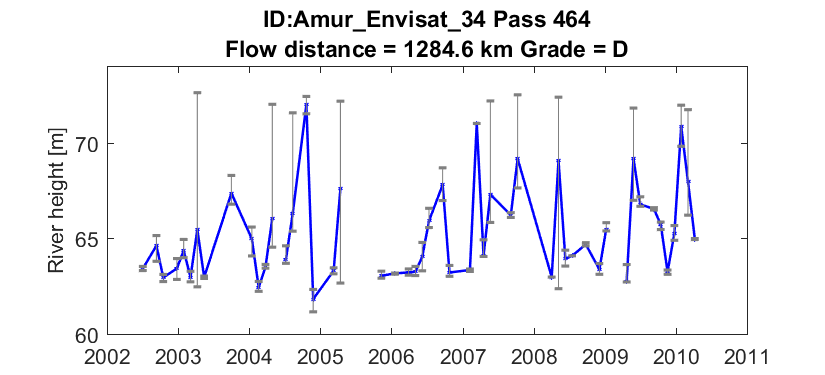 ID:Amur_Envisat_34 Pass 464
Flow distance = 1284.6 km Grade = D
River height [m]
70
65
60
2002 2003 2004 2005 2006 2007 2008 2009 2010 2011